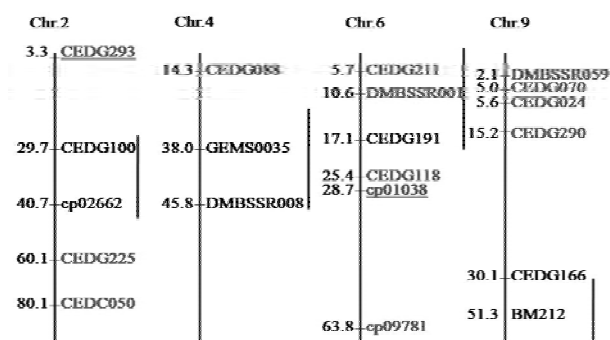 Chr.2
3.3 CEDG293
29.7 CEDG100
40.7 cp02662
60.1 CEDG225
80.1 CEDC050
Chr.4
14.3 CEDG088
38.0 GEMS0035
45.8 DMBSSR008
Chr.6
5.7 CEDG211
10.6 DMBSSR001
17.1 CEDG191
25.4 CEDG118
28.7 cp01038
63.8 cp09781
Chr.9
2.1 DMBSSR059
5.0 CEDG070
5.6 CEDG024
15.2 CEDG290
30.1 CEDG166
51.3 BM212